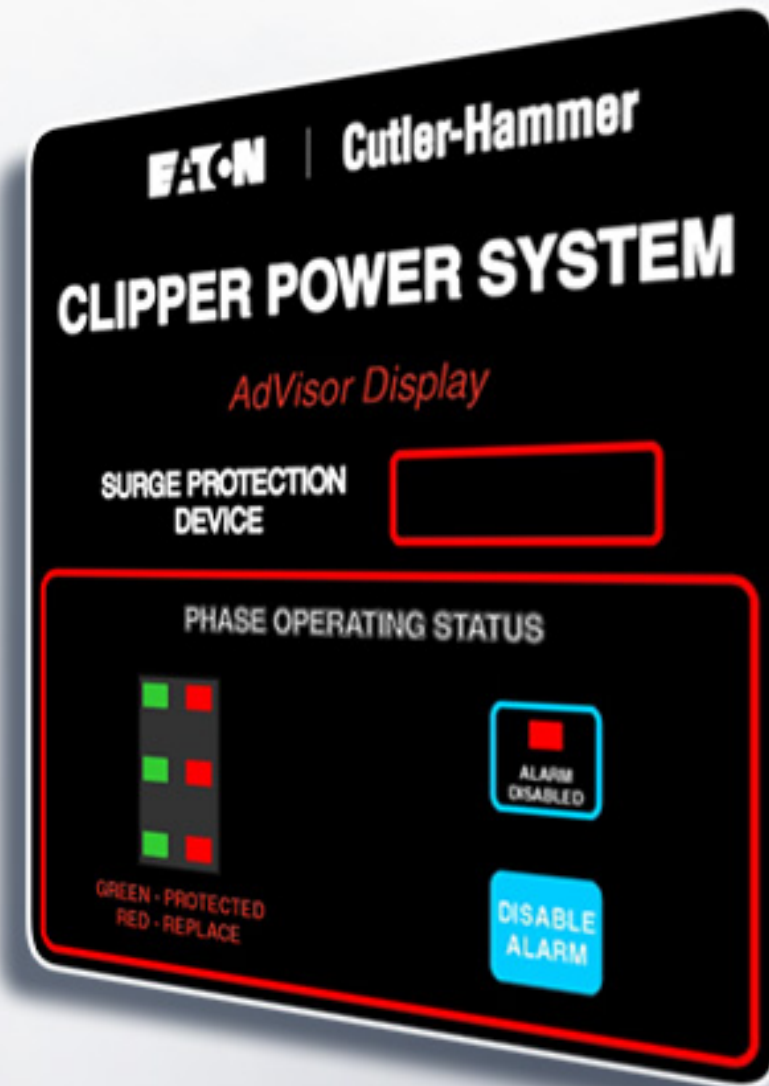 EATON | Cutler-Hammer
CLIPPER POWER SYSTEM
AdVisor Display
SURGE PROTECTION
DEVICE
PHASE OPERATING STATUS
ALARM
DISABLED
GREEN - PROTECTED
RED - REPLACE
DISABLE
ALARM